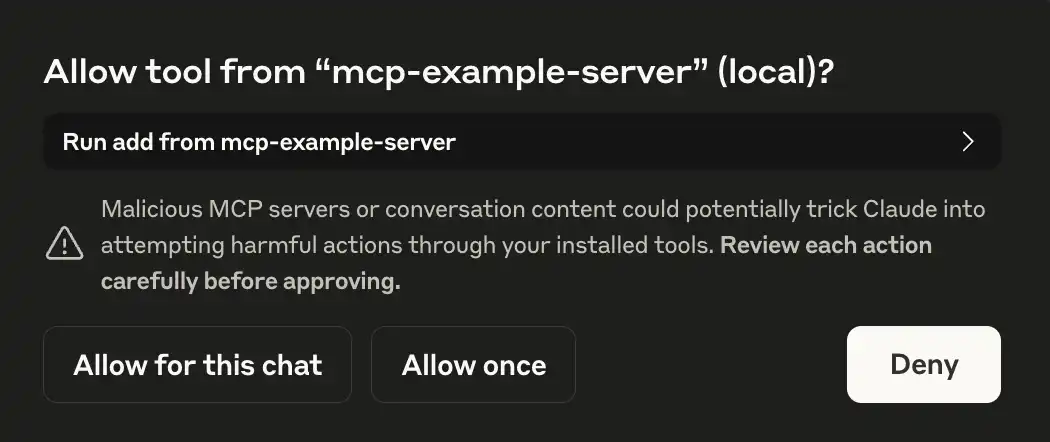 Allow tool from “mcp-example-server” (local)?
Run add from mcp-example-server
Malicious MCP servers or conversation content could potentially trick Claude into
attempting harmful actions through your installed tools. Review each action
carefully before approving.
Allow for this chat
Allow once
Deny